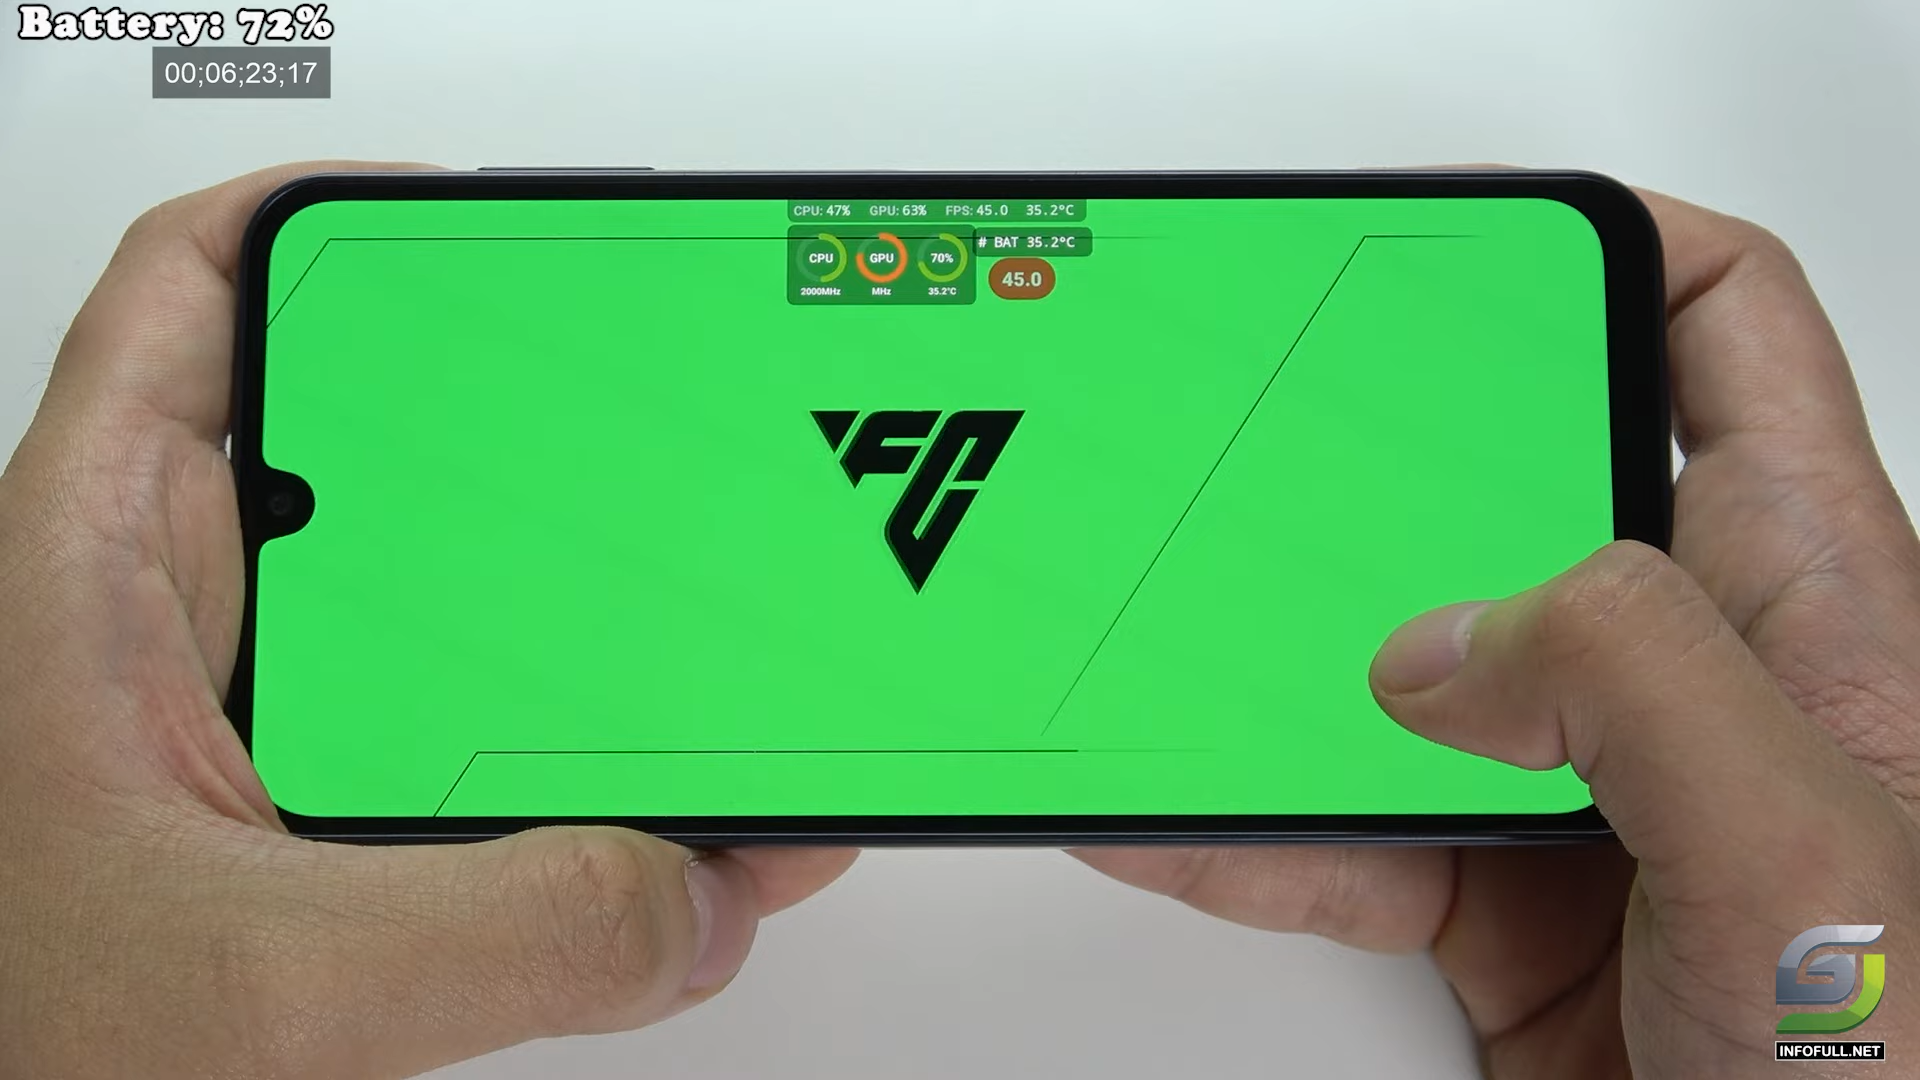 Battery: 72%
00;06;23;17
CPU: 47% GPU: 63% FPS: 45.0 35.2°C
# BAT 35.2°C
CPU GPU 70%
45.0
2000MHz MHz 35.2°C
FC
INFOFULL.NET